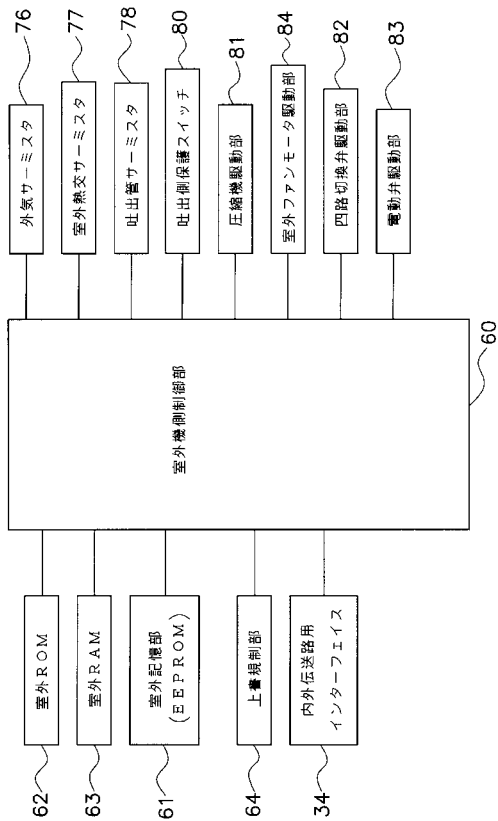 室外ROM
62
室外RAM
63
室外記憶部
(EEPROM)
61
上書規制部
64
内外伝送路用
インターフェイス
34
室外機側制御部
60
外気サーミスタ
76
室外熱交サーミスタ
77
吐出管サーミスタ
78
吐出側保護スイッチ
80
圧縮機駆動部
81
室外ファンモータ駆動部
84
四路切換弁駆動部
82
電動弁駆動部
83